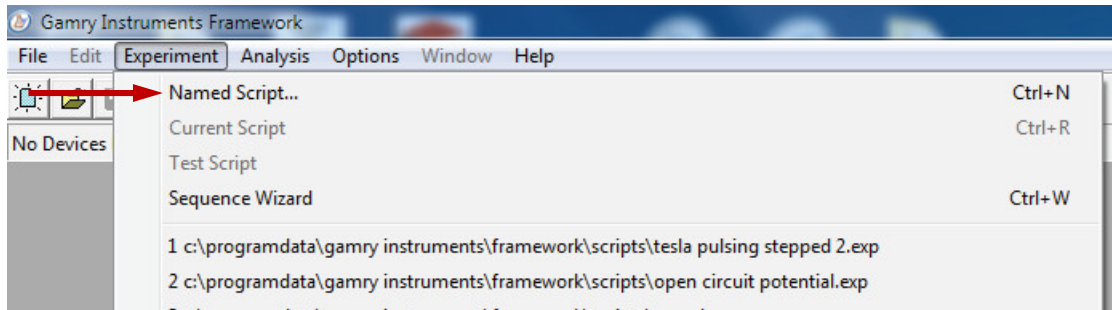 Gamry Instruments Framework
File Edit Experiment Analysis Options Window Help
Named Script... Ctrl+N
Current Script Ctrl+R
No Devices
Test Script
Sequence Wizard Ctrl+W
1 c:\programdata\gamry instruments\framework\scripts\tesla pulsing stepped 2.exp
2 c:\programdata\gamry instruments\framework\scripts\open circuit potential.exp